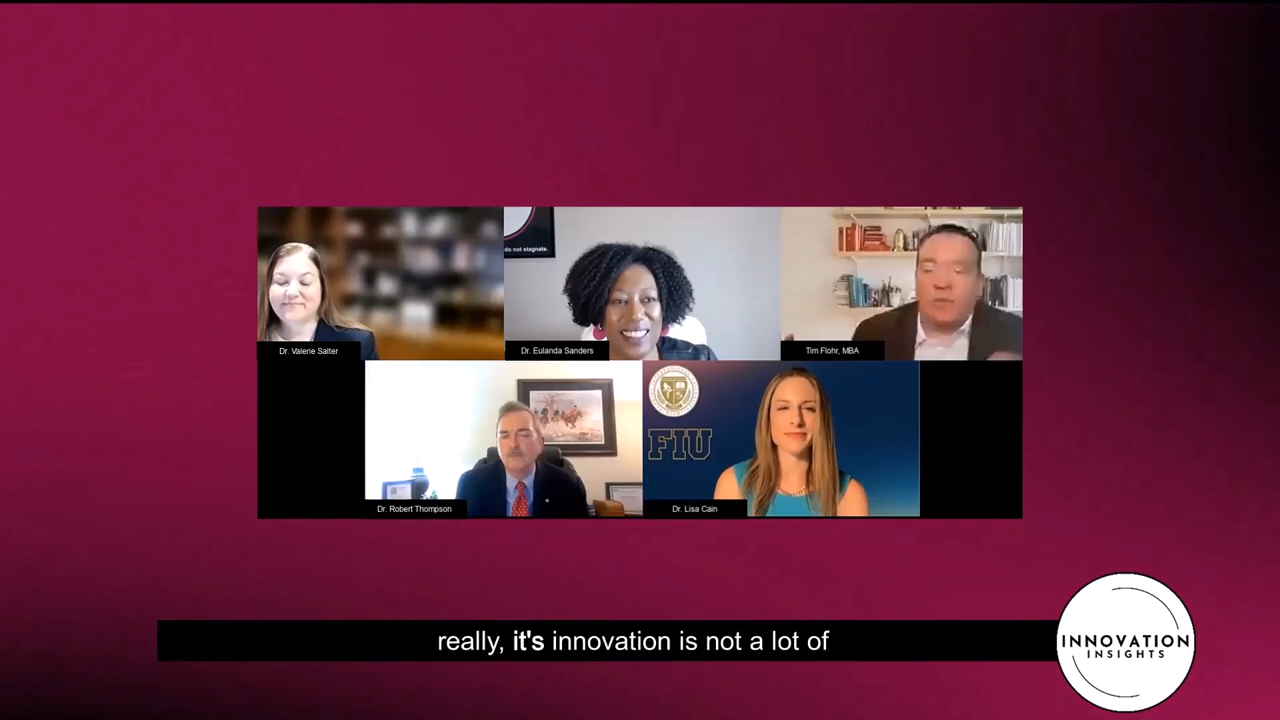 do not stagnate.
Dr. Valerie Salter
Dr. Eulanda Sanders
Tim Flohr, MBA
FIU
Dr. Robert Thompson
Dr. Lisa Cain
really, it's innovation is not a lot of
INNOVATION
INSIGHTS